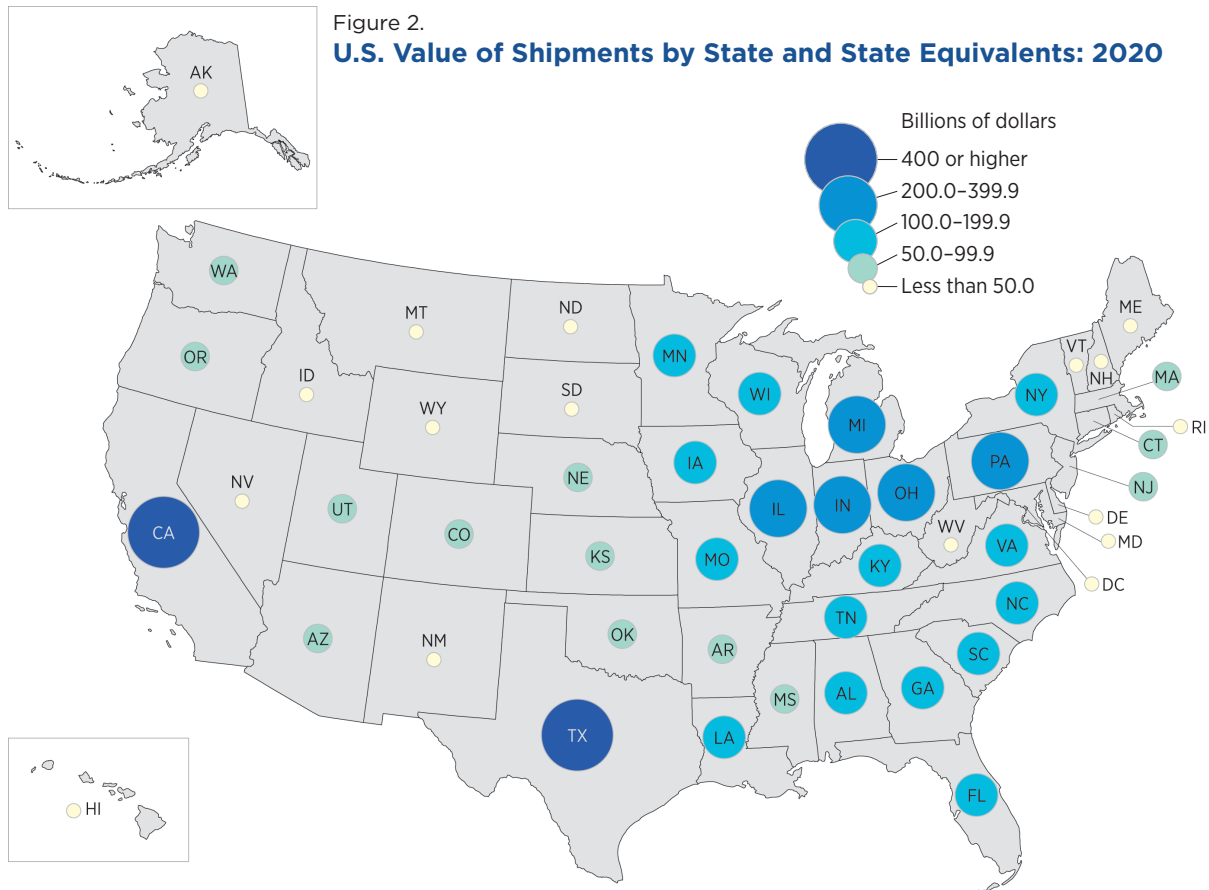 Figure 2.
U.S. Value of Shipments by State and State Equivalents: 2020
AK
Billions of dollars
400 or higher
200.0–399.9
100.0–199.9
50.0–99.9
Less than 50.0
WA
MT
ND
ME
VT
OR
MN
NH
MA
ID
SD
WI
NY
WY
MI
RI
CT
IA
PA
NE
NJ
NV
UT
IL
IN
OH
DE
CA
CO
WV
MD
VA
KS
MO
KY
DC
NC
TN
AZ
NM
OK
AR
SC
MS
AL
GA
TX
LA
FL
HI